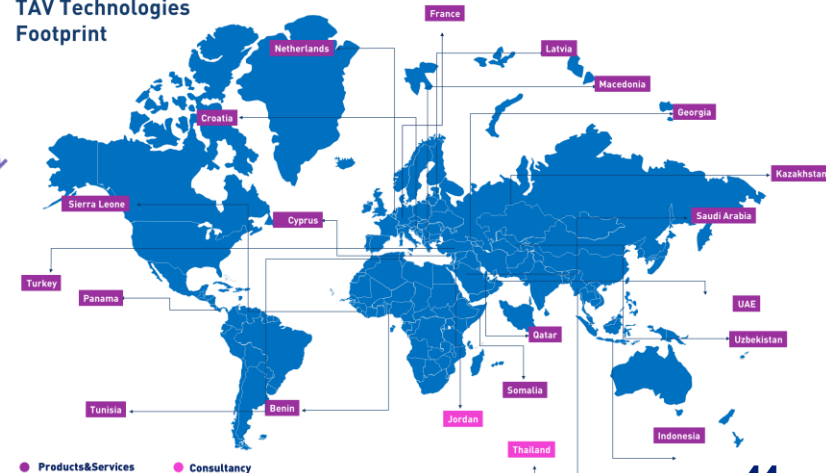 TAV Technologies
Footprint
France
Netherlands
Latvia
Macedonia
Croatia
Georgia
Kazakhstan
Sierra Leone
Cyprus
Saudi Arabia
Turkey
Panama
UAE
Qatar
Uzbekistan
Somalia
Tunisia
Benin
Jordan
Indonesia
Thailand
Products&Services
Consultancy